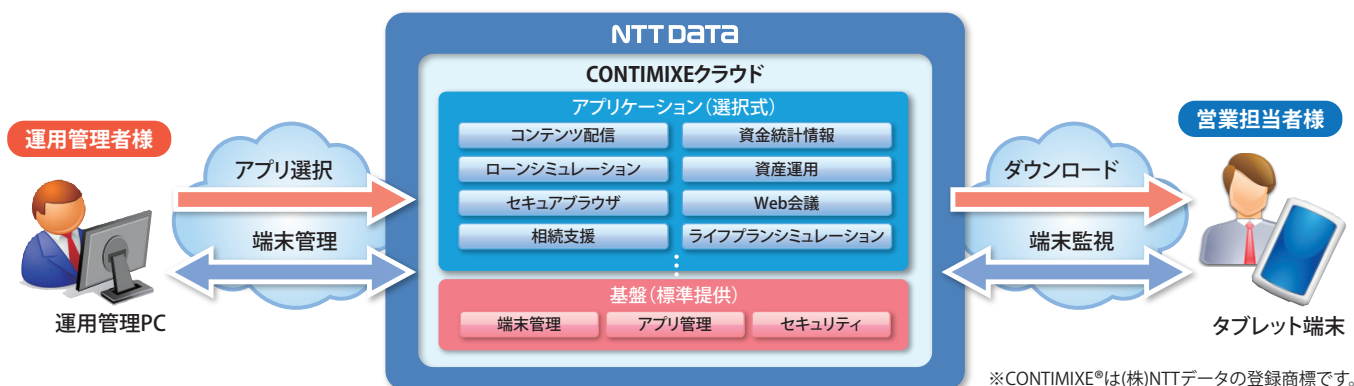 NTT DATA
CONTIMIXEクラウド
アプリケーション（選択式）
コンテンツ配信
資金統計情報
ローンシミュレーション
資産運用
セキュアブラウザ
Web会議
相続支援
ライフプランシミュレーション
基盤（標準提供）
端末管理
アプリ管理
セキュリティ
運用管理者様
アプリ選択
端末管理
運用管理PC
営業担当者様
ダウンロード
端末監視
タブレット端末
※CONTIMIXE®は(株)NTTデータの登録商標です。